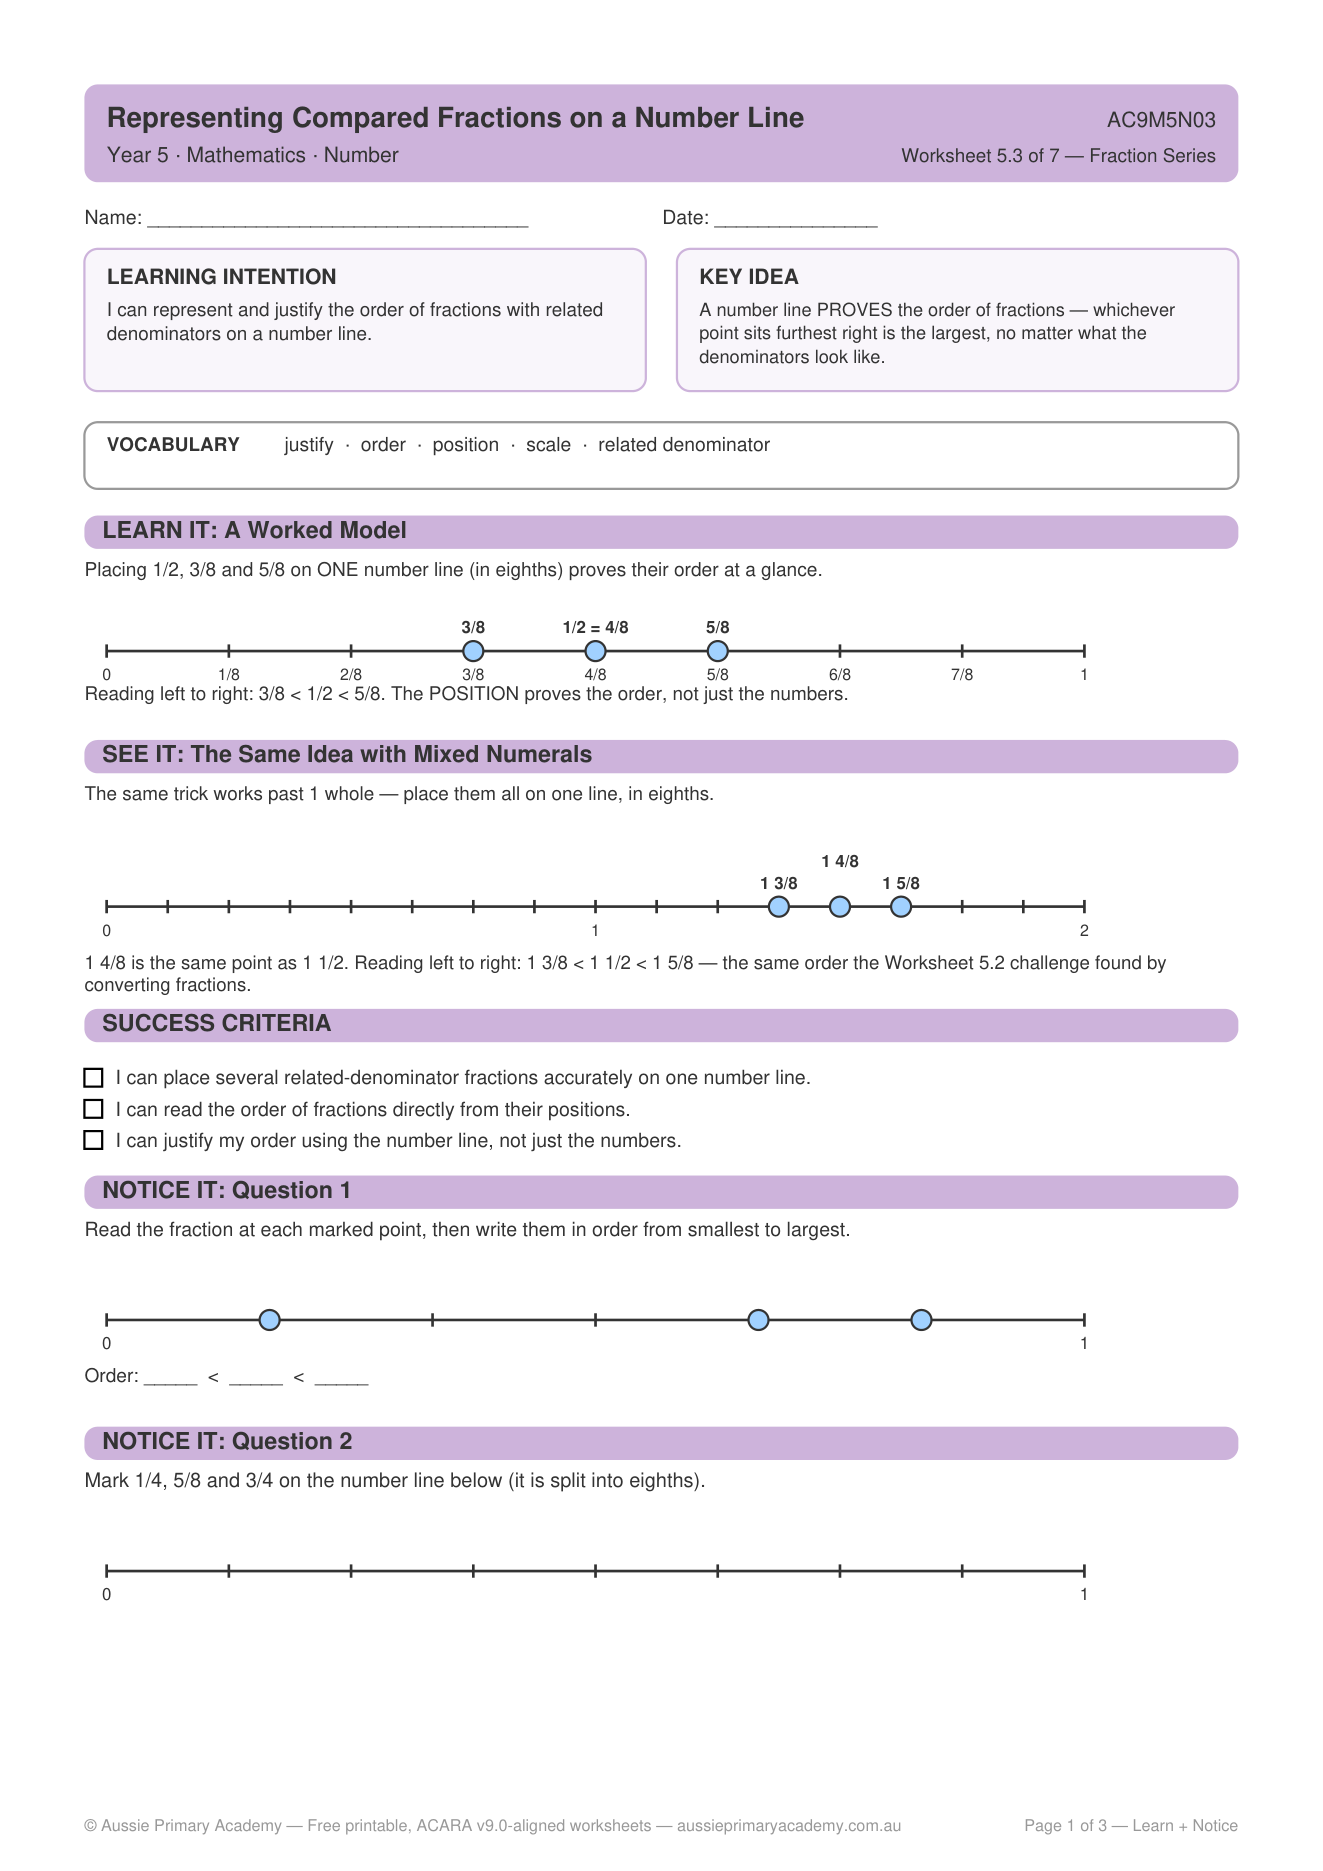 Representing Compared Fractions on a Number Line
AC9M5N03
Year 5 · Mathematics · Number
Worksheet 5.3 of 7 — Fraction Series
Name: ___________________________________
Date: _______________
LEARNING INTENTION
I can represent and justify the order of fractions with related
denominators on a number line.
KEY IDEA
A number line PROVES the order of fractions — whichever
point sits furthest right is the largest, no matter what the
denominators look like.
VOCABULARY justify · order · position · scale · related denominator
LEARN IT: A Worked Model
Placing 1/2, 3/8 and 5/8 on ONE number line (in eighths) proves their order at a glance.
3/8 1/2 = 4/8 5/8
0 1/8 2/8 3/8 4/8 5/8 6/8 7/8 1
Reading left to right: 3/8 < 1/2 < 5/8. The POSITION proves the order, not just the numbers.
SEE IT: The Same Idea with Mixed Numerals
The same trick works past 1 whole — place them all on one line, in eighths.
1 4/8
1 3/8 1 5/8
0 1 2
1 4/8 is the same point as 1 1/2. Reading left to right: 1 3/8 < 1 1/2 < 1 5/8 — the same order the Worksheet 5.2 challenge found by
converting fractions.
SUCCESS CRITERIA
I can place several related-denominator fractions accurately on one number line.
I can read the order of fractions directly from their positions.
I can justify my order using the number line, not just the numbers.
NOTICE IT: Question 1
Read the fraction at each marked point, then write them in order from smallest to largest.
0 1
Order: _____ < _____ < _____
NOTICE IT: Question 2
Mark 1/4, 5/8 and 3/4 on the number line below (it is split into eighths).
0 1
© Aussie Primary Academy — Free printable, ACARA v9.0-aligned worksheets — aussieprimaryacademy.com.au
Page 1 of 3 — Learn + Notice